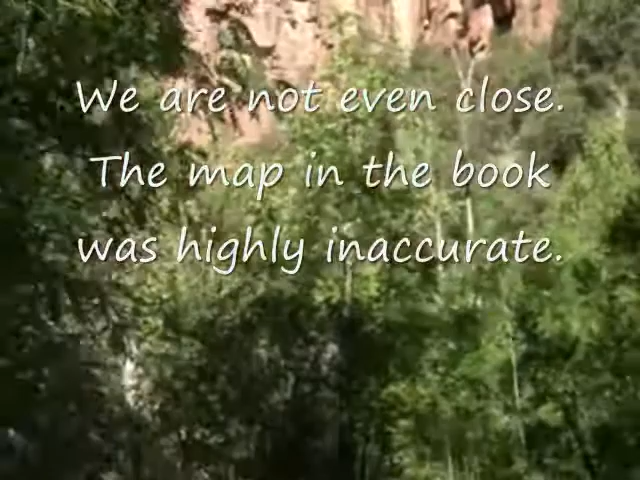 We are not even close.
The map in the book
was highly inaccurate.